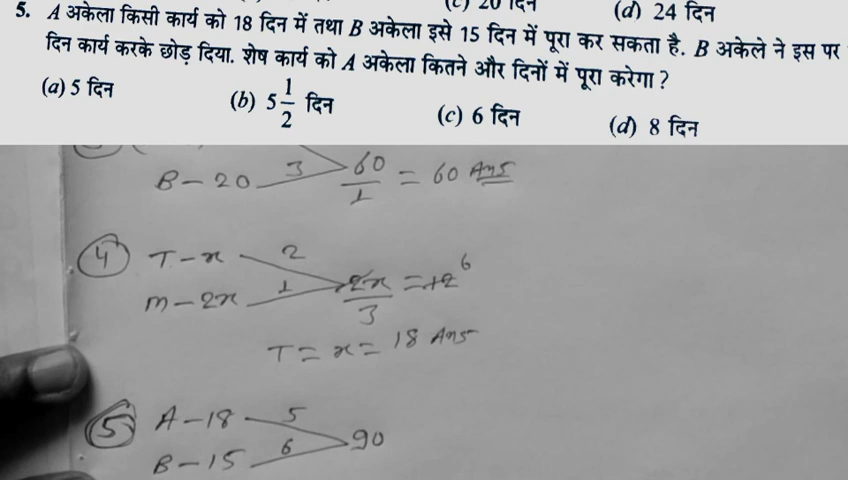 (c) 20 दिन (d) 24 दिन
5. A अकेला किसी कार्य को 18 दिन में तथा B अकेला इसे 15 दिन में पूरा कर सकता है. B अकेले ने इस पर
दिन कार्य करके छोड़ दिया. शेष कार्य को A अकेला कितने और दिनों में पूरा करेगा ?
(a) 5 दिन (b) 5 1/2 दिन (c) 6 दिन (d) 8 दिन
B - 20 3 60/1 = 60 Ans
4 T - x 2
M - 2x 1 2x/3 = 12 6
T = x = 18 Ans
5 A - 18 5
B - 15 6 90